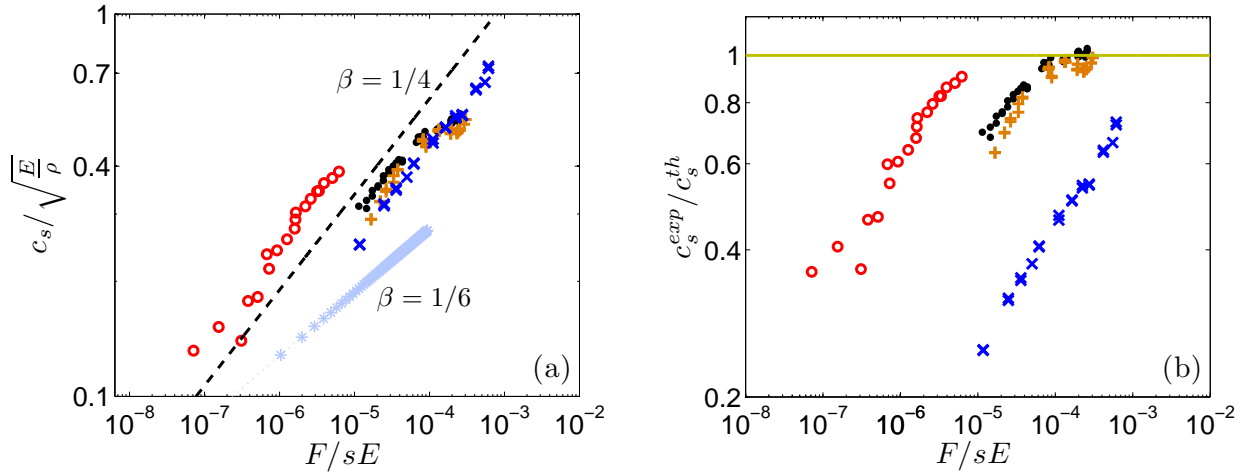 1
0.7
0.4
0.1
c_s/√(E/ρ)
β = 1/4
β = 1/6
(a)
10^−8 10^−7 10^−6 10^−5 10^−4 10^−3 10^−2
F/sE
1
0.8
0.6
0.4
0.2
c_s^{exp}/c_s^{th}
(b)
10^−8 10^−7 10^−6 10^−5 10^−4 10^−3 10^−2
F/sE